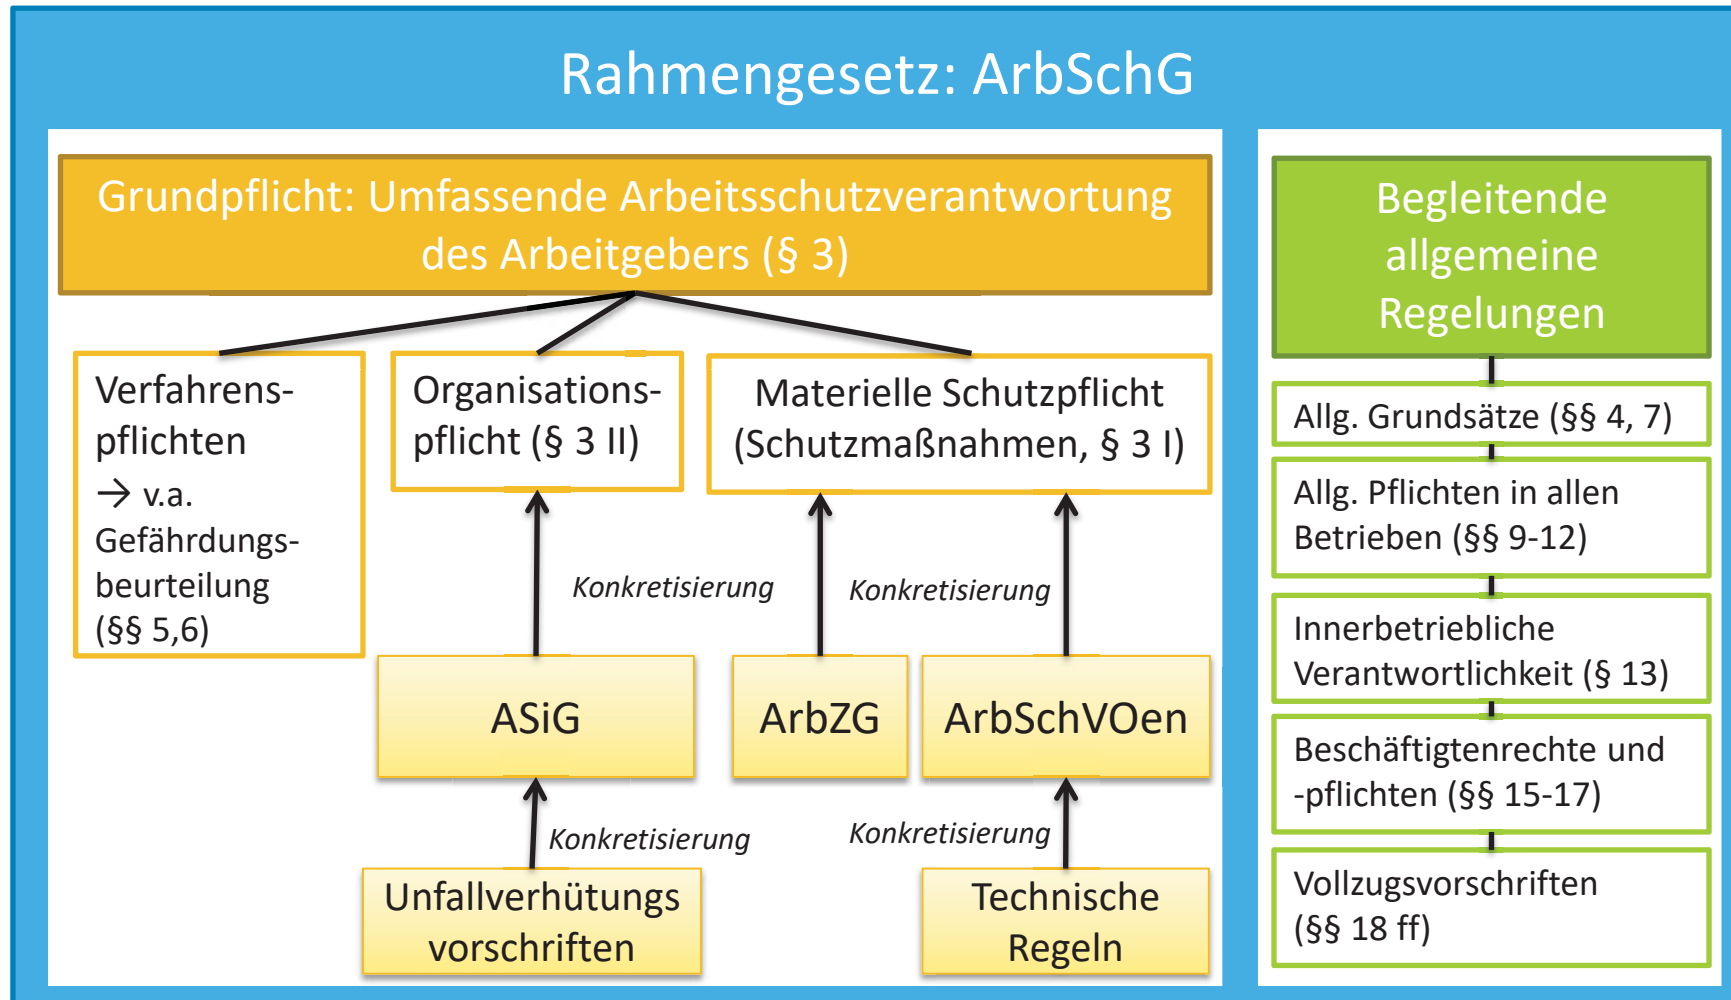 Rahmengesetz: ArbSchG
Grundpflicht: Umfassende Arbeitsschutzverantwortung
des Arbeitgebers (§ 3)
Verfahrens-
pflichten
→ v.a.
Gefährdungs-
beurteilung
(§§ 5,6)
Organisations-
pflicht (§ 3 II)
Materielle Schutzpflicht
(Schutzmaßnahmen, § 3 I)
Konkretisierung
Konkretisierung
ASiG
ArbZG
ArbSchVOen
Konkretisierung
Konkretisierung
Unfallverhütungs
vorschriften
Technische
Regeln
Begleitende
allgemeine
Regelungen
Allg. Grundsätze (§§ 4, 7)
Allg. Pflichten in allen
Betrieben (§§ 9-12)
Innerbetriebliche
Verantwortlichkeit (§ 13)
Beschäftigtenrechte und
-pflichten (§§ 15-17)
Vollzugsvorschriften
(§§ 18 ff)